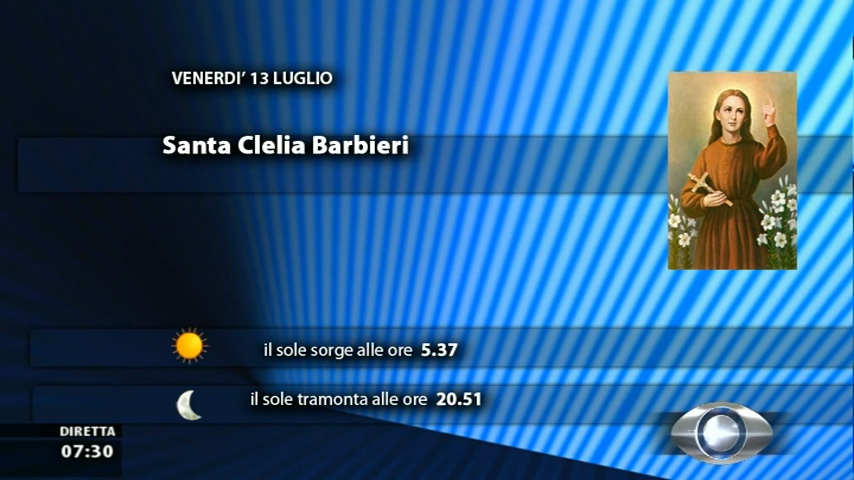 VENERDI’ 13 LUGLIO
Santa Clelia Barbieri
il sole sorge alle ore 5.37
il sole tramonta alle ore 20.51
DIRETTA
07:30